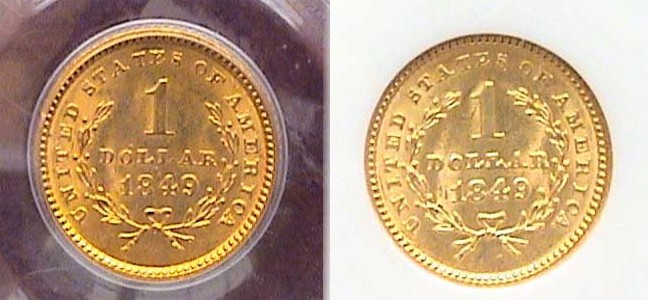 UNITED STATES OF AMERICA
1
DOLLAR.
1849.
UNITED STATES OF AMERICA
1
DOLLAR
1849.